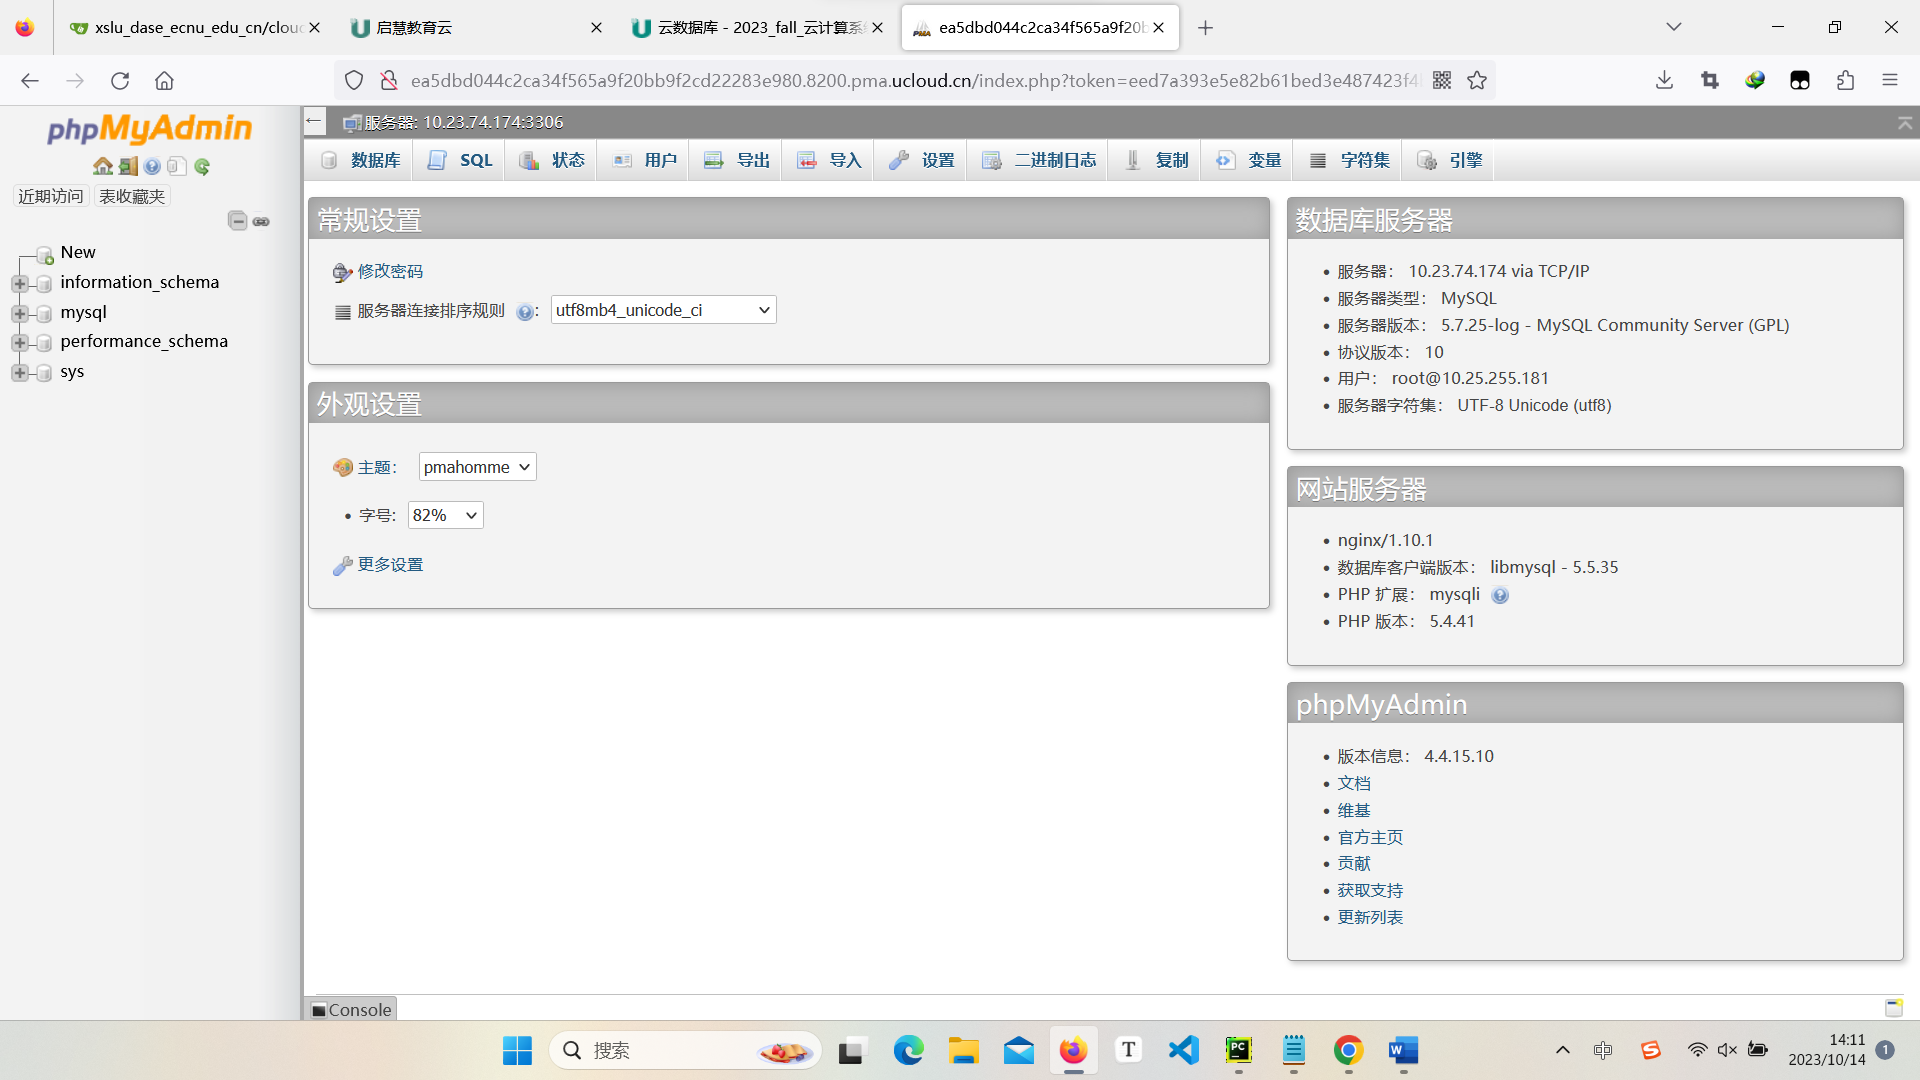 xslu_dase_ecnu_edu_cn/clou
启慧教育云
云数据库 - 2023_fall_云计算系
ea5dbd044c2ca34f565a9f20b
ea5dbd044c2ca34f565a9f20bb9f2cd22283e980.8200.pma.ucloud.cn/index.php?token=eed7a393e5e82b61bed3e487423f4
phpMyAdmin
近期访问
表收藏夹
New
information_schema
mysql
performance_schema
sys
服务器: 10.23.74.174:3306
数据库
SQL
状态
用户
导出
导入
设置
二进制日志
复制
变量
字符集
引擎
常规设置
修改密码
服务器连接排序规则 : utf8mb4_unicode_ci
外观设置
主题: pmahomme
字号: 82%
更多设置
数据库服务器
服务器: 10.23.74.174 via TCP/IP
服务器类型: MySQL
服务器版本: 5.7.25-log - MySQL Community Server (GPL)
协议版本: 10
用户: root@10.25.255.181
服务器字符集: UTF-8 Unicode (utf8)
网站服务器
nginx/1.10.1
数据库客户端版本: libmysql - 5.5.35
PHP 扩展: mysqli
PHP 版本: 5.4.41
phpMyAdmin
版本信息: 4.4.15.10
文档
维基
官方主页
贡献
获取支持
更新列表
Console
搜索
中
14:11
2023/10/14
1